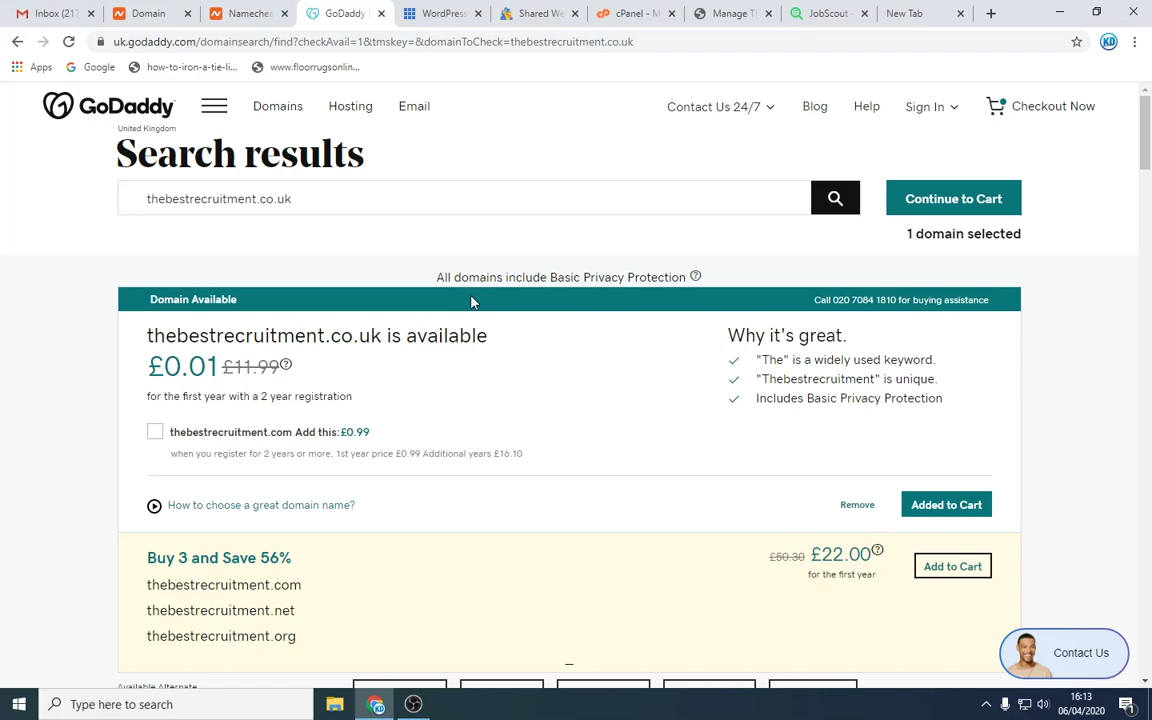 Inbox (217
Domain
Namechea
GoDaddy
WordPress
Shared We
cPanel - M
Manage T
JobScout -
New Tab
uk.godaddy.com/domainsearch/find?checkAvail=1&tmskey=&domainToCheck=thebestrecruitment.co.uk
KD
Apps
Google
how-to-iron-a-tie-li...
www.floorrugsonlin...
GoDaddy
United Kingdom
Domains
Hosting
Email
Contact Us 24/7
Blog
Help
Sign In
Checkout Now
Search results
thebestrecruitment.co.uk
Continue to Cart
1 domain selected
All domains include Basic Privacy Protection
Domain Available
Call 020 7084 1810 for buying assistance
thebestrecruitment.co.uk is available
£0.01 £11.99
for the first year with a 2 year registration
Why it's great.
"The" is a widely used keyword.
"Thebestrecruitment" is unique.
Includes Basic Privacy Protection
thebestrecruitment.com Add this:£0.99
when you register for 2 years or more, 1st year price £0.99 Additional years £16.10
How to choose a great domain name?
Remove
Added to Cart
Buy 3 and Save 56%
£50.30 £22.00
for the first year
Add to Cart
thebestrecruitment.com
thebestrecruitment.net
thebestrecruitment.org
Contact Us
Available Alternate
Type here to search
KD
16:13
06/04/2020
1